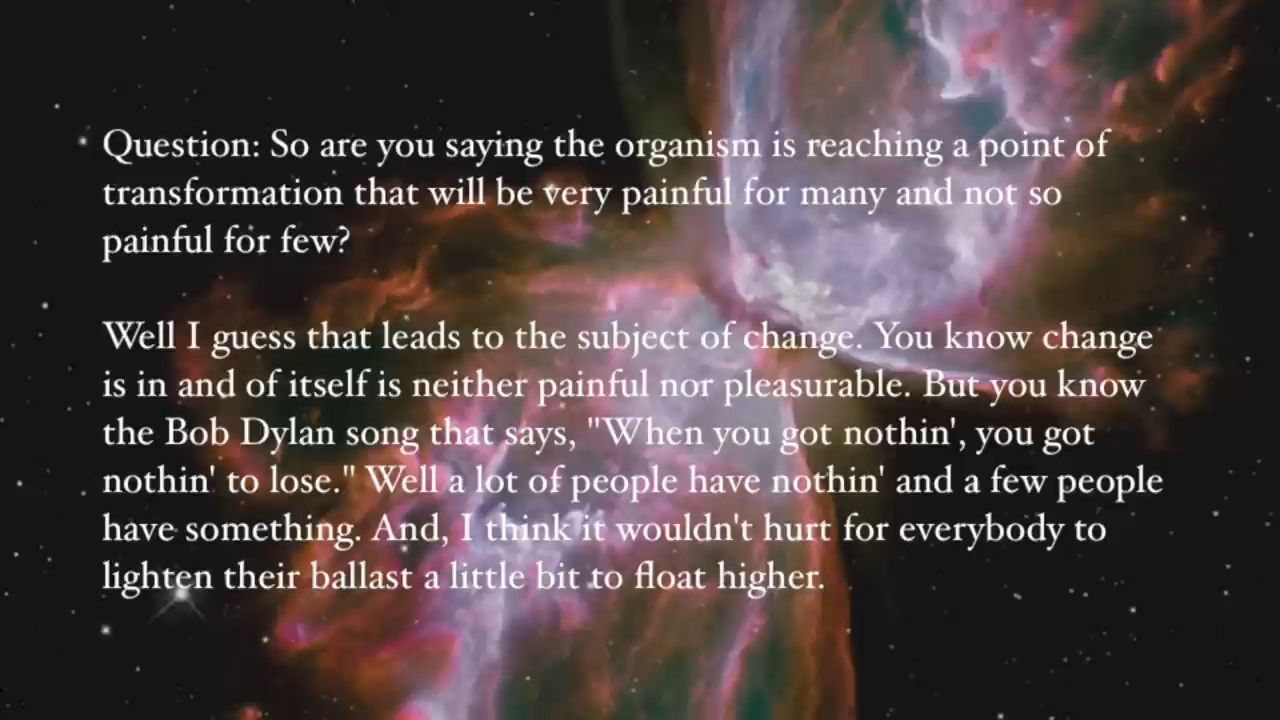 Question: So are you saying the organism is reaching a point of
transformation that will be very painful for many and not so
painful for few?
Well I guess that leads to the subject of change. You know change
is in and of itself is neither painful nor pleasurable. But you know
the Bob Dylan song that says, "When you got nothin', you got
nothin' to lose." Well a lot of people have nothin' and a few people
have something. And, I think it wouldn't hurt for everybody to
lighten their ballast a little bit to float higher.